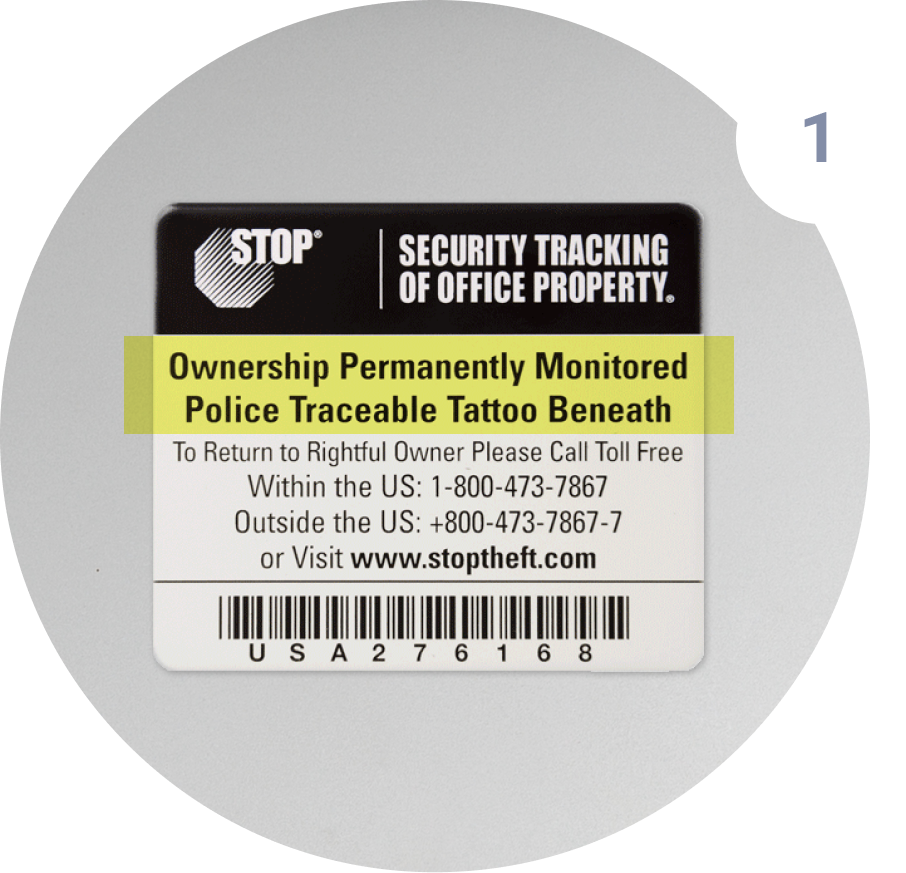 1
STOP®
SECURITY TRACKING
OF OFFICE PROPERTY.®
Ownership Permanently Monitored
Police Traceable Tattoo Beneath
To Return to Rightful Owner Please Call Toll Free
Within the US: 1-800-473-7867
Outside the US: +800-473-7867-7
or Visit www.stoptheft.com
USA276168